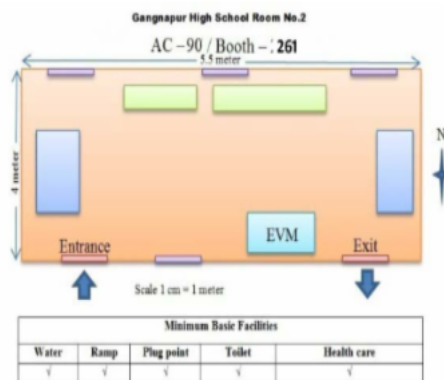 Gangnapur High School Room No.2
AC – 90 / Booth – 261
5.5 meter
4 meter
N
EVM
Entrance
Exit
Scale 1 cm = 1 meter
Minimum Basic Facilities
Water Ramp Plug point Toilet Health care
√ √ √ √ √